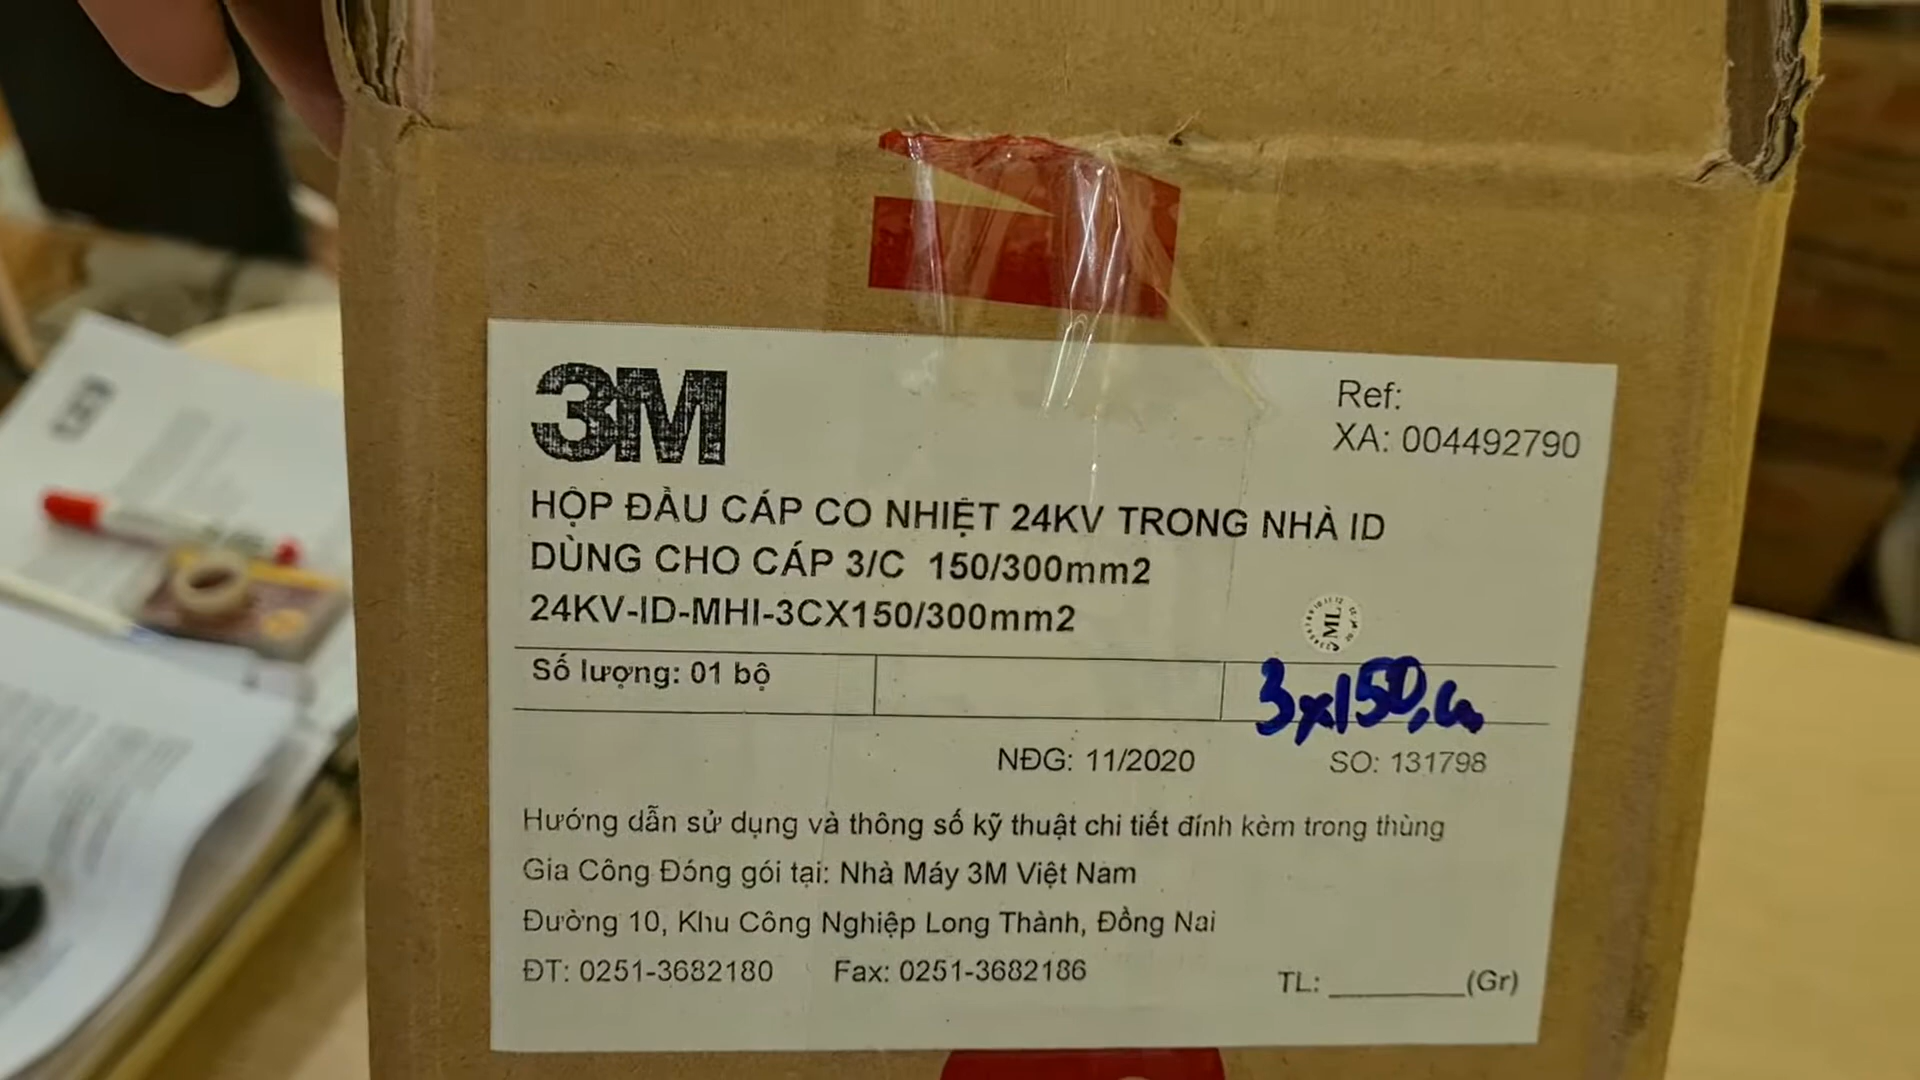 3M
Ref:
XA: 004492790
HỘP ĐẦU CÁP CO NHIỆT 24KV TRONG NHÀ ID
DÙNG CHO CÁP 3/C 150/300mm2
24KV-ID-MHI-3CX150/300mm2
ML
Số lượng: 01 bộ
3x150,Cu
NĐG: 11/2020
SO: 131798
Hướng dẫn sử dụng và thông số kỹ thuật chi tiết đính kèm trong thùng
Gia Công Đóng gói tại: Nhà Máy 3M Việt Nam
Đường 10, Khu Công Nghiệp Long Thành, Đồng Nai
ĐT: 0251-3682180 Fax: 0251-3682186
TL: ________(Gr)